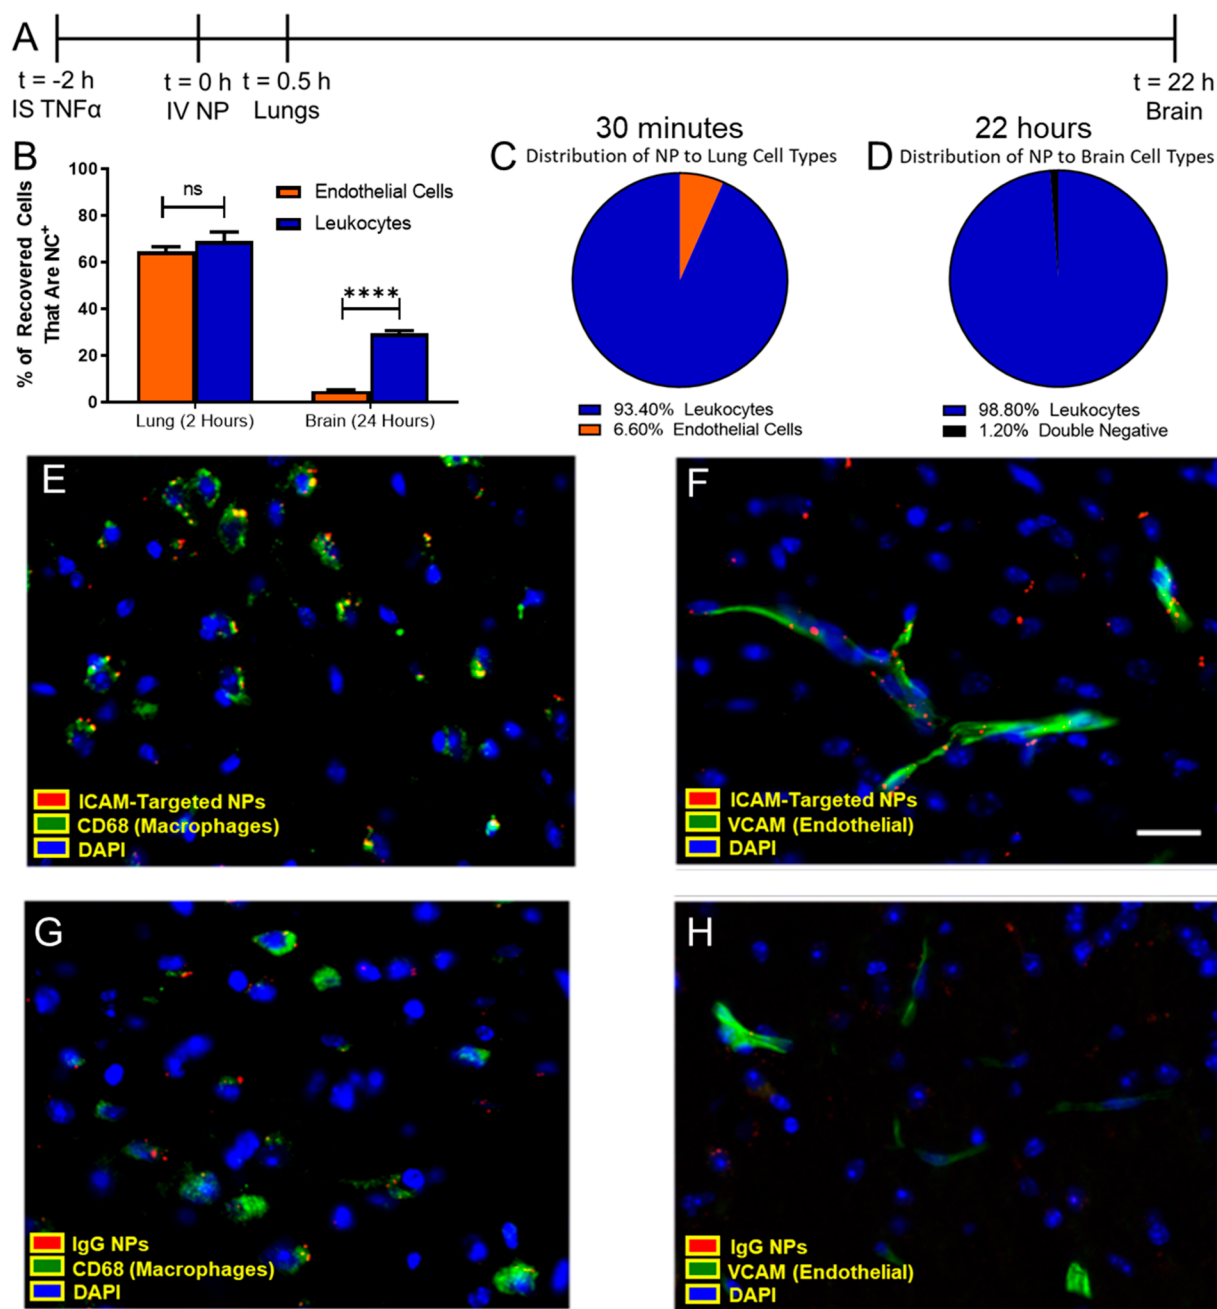 A
t = -2 h
IS TNFα
t = 0 h
IV NP
t = 0.5 h
Lungs
t = 22 h
Brain
B
% of Recovered Cells
That Are NC+
100
80
60
40
20
0
ns
****
Endothelial Cells
Leukocytes
Lung (2 Hours)
Brain (24 Hours)
C
30 minutes
Distribution of NP to Lung Cell Types
93.40% Leukocytes
6.60% Endothelial Cells
D
22 hours
Distribution of NP to Brain Cell Types
98.80% Leukocytes
1.20% Double Negative
E
ICAM-Targeted NPs
CD68 (Macrophages)
DAPI
F
ICAM-Targeted NPs
VCAM (Endothelial)
DAPI
G
IgG NPs
CD68 (Macrophages)
DAPI
H
IgG NPs
VCAM (Endothelial)
DAPI